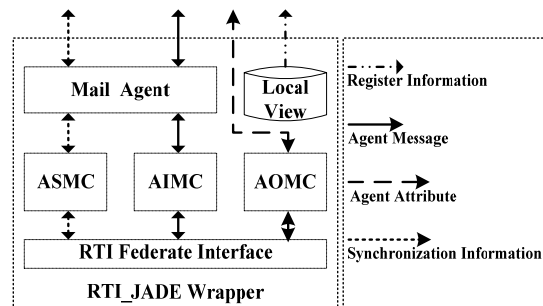 Mail Agent
Local
View
ASMC
AIMC
AOMC
RTI Federate Interface
RTI_JADE Wrapper
Register Information
Agent Message
Agent Attribute
Synchronization Information